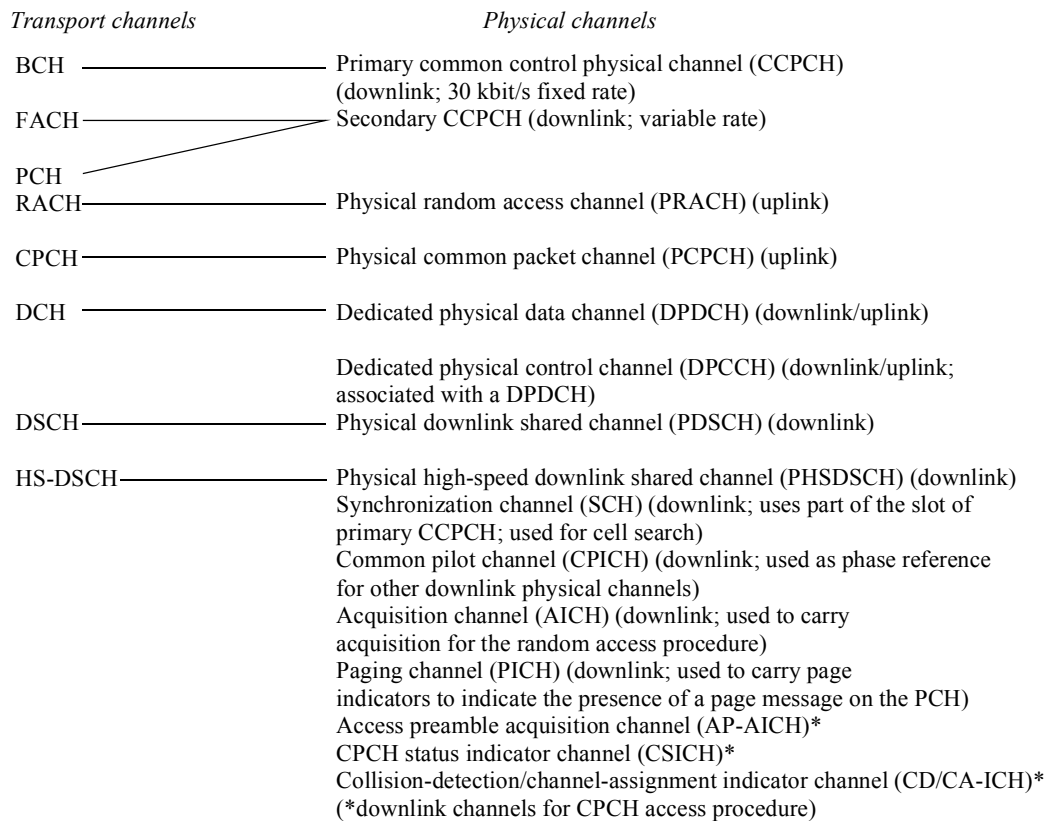 Transport channels Physical channels
BCH Primary common control physical channel (CCPCH)
(downlink; 30 kbit/s fixed rate)
FACH Secondary CCPCH (downlink; variable rate)
PCH
RACH Physical random access channel (PRACH) (uplink)
CPCH Physical common packet channel (PCPCH) (uplink)
DCH Dedicated physical data channel (DPDCH) (downlink/uplink)
Dedicated physical control channel (DPCCH) (downlink/uplink;
associated with a DPDCH)
DSCH Physical downlink shared channel (PDSCH) (downlink)
HS-DSCH Physical high-speed downlink shared channel (PHSDSCH) (downlink)
Synchronization channel (SCH) (downlink; uses part of the slot of
primary CCPCH; used for cell search)
Common pilot channel (CPICH) (downlink; used as phase reference
for other downlink physical channels)
Acquisition channel (AICH) (downlink; used to carry
acquisition for the random access procedure)
Paging channel (PICH) (downlink; used to carry page
indicators to indicate the presence of a page message on the PCH)
Access preamble acquisition channel (AP-AICH)*
CPCH status indicator channel (CSICH)*
Collision-detection/channel-assignment indicator channel (CD/CA-ICH)*
(*downlink channels for CPCH access procedure)